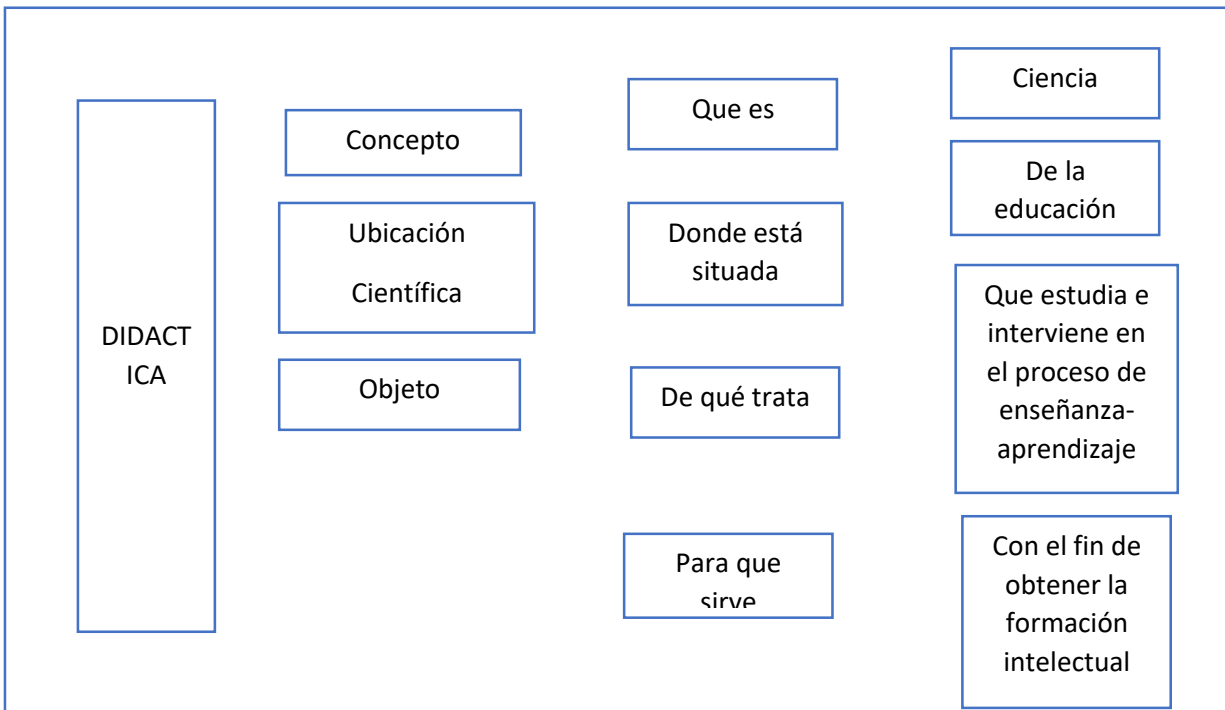 DIDACT
ICA
Concepto
Ubicación
Científica
Objeto
Que es
Donde está
situada
De qué trata
Para que
sirve
Ciencia
De la
educación
Que estudia e
interviene en
el proceso de
enseñanza-
aprendizaje
Con el fin de
obtener la
formación
intelectual